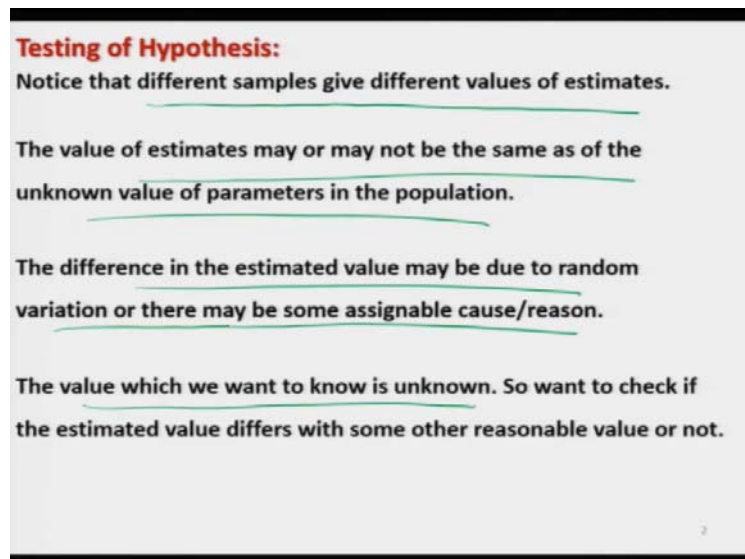 Testing of Hypothesis:
Notice that different samples give different values of estimates.
The value of estimates may or may not be the same as of the
unknown value of parameters in the population.
The difference in the estimated value may be due to random
variation or there may be some assignable cause/reason.
The value which we want to know is unknown. So want to check if
the estimated value differs with some other reasonable value or not.
2